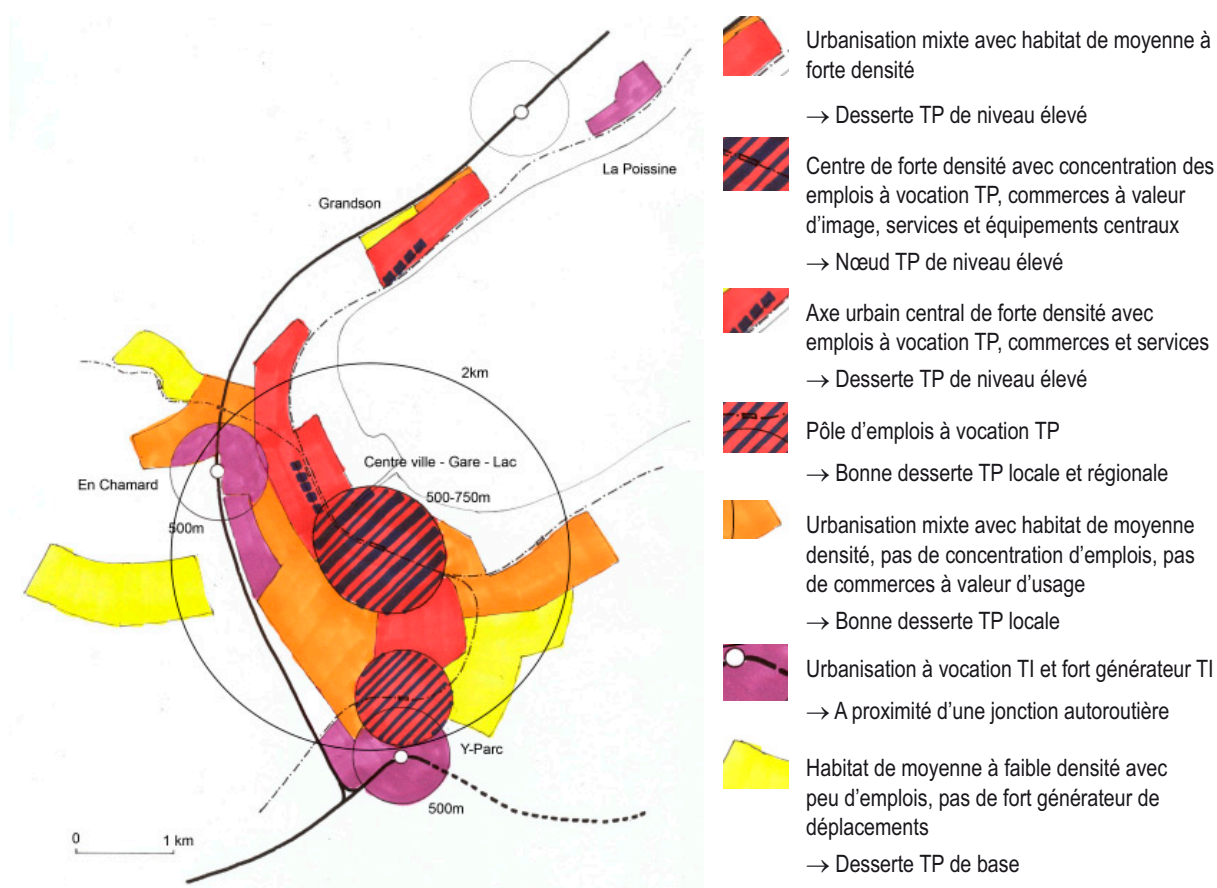 La Poissine
Grandson
2km
Centre ville - Gare - Lac
500-750m
En Chamard
500m
Y-Parc
500m
0 1 km
Urbanisation mixte avec habitat de moyenne à
forte densité
→ Desserte TP de niveau élevé
Centre de forte densité avec concentration des
emplois à vocation TP, commerces à valeur
d’image, services et équipements centraux
→ Nœud TP de niveau élevé
Axe urbain central de forte densité avec
emplois à vocation TP, commerces et services
→ Desserte TP de niveau élevé
Pôle d’emplois à vocation TP
→ Bonne desserte TP locale et régionale
Urbanisation mixte avec habitat de moyenne
densité, pas de concentration d’emplois, pas
de commerces à valeur d’usage
→ Bonne desserte TP locale
Urbanisation à vocation TI et fort générateur TI
→ A proximité d’une jonction autoroutière
Habitat de moyenne à faible densité avec
peu d’emplois, pas de fort générateur de
déplacements
→ Desserte TP de base